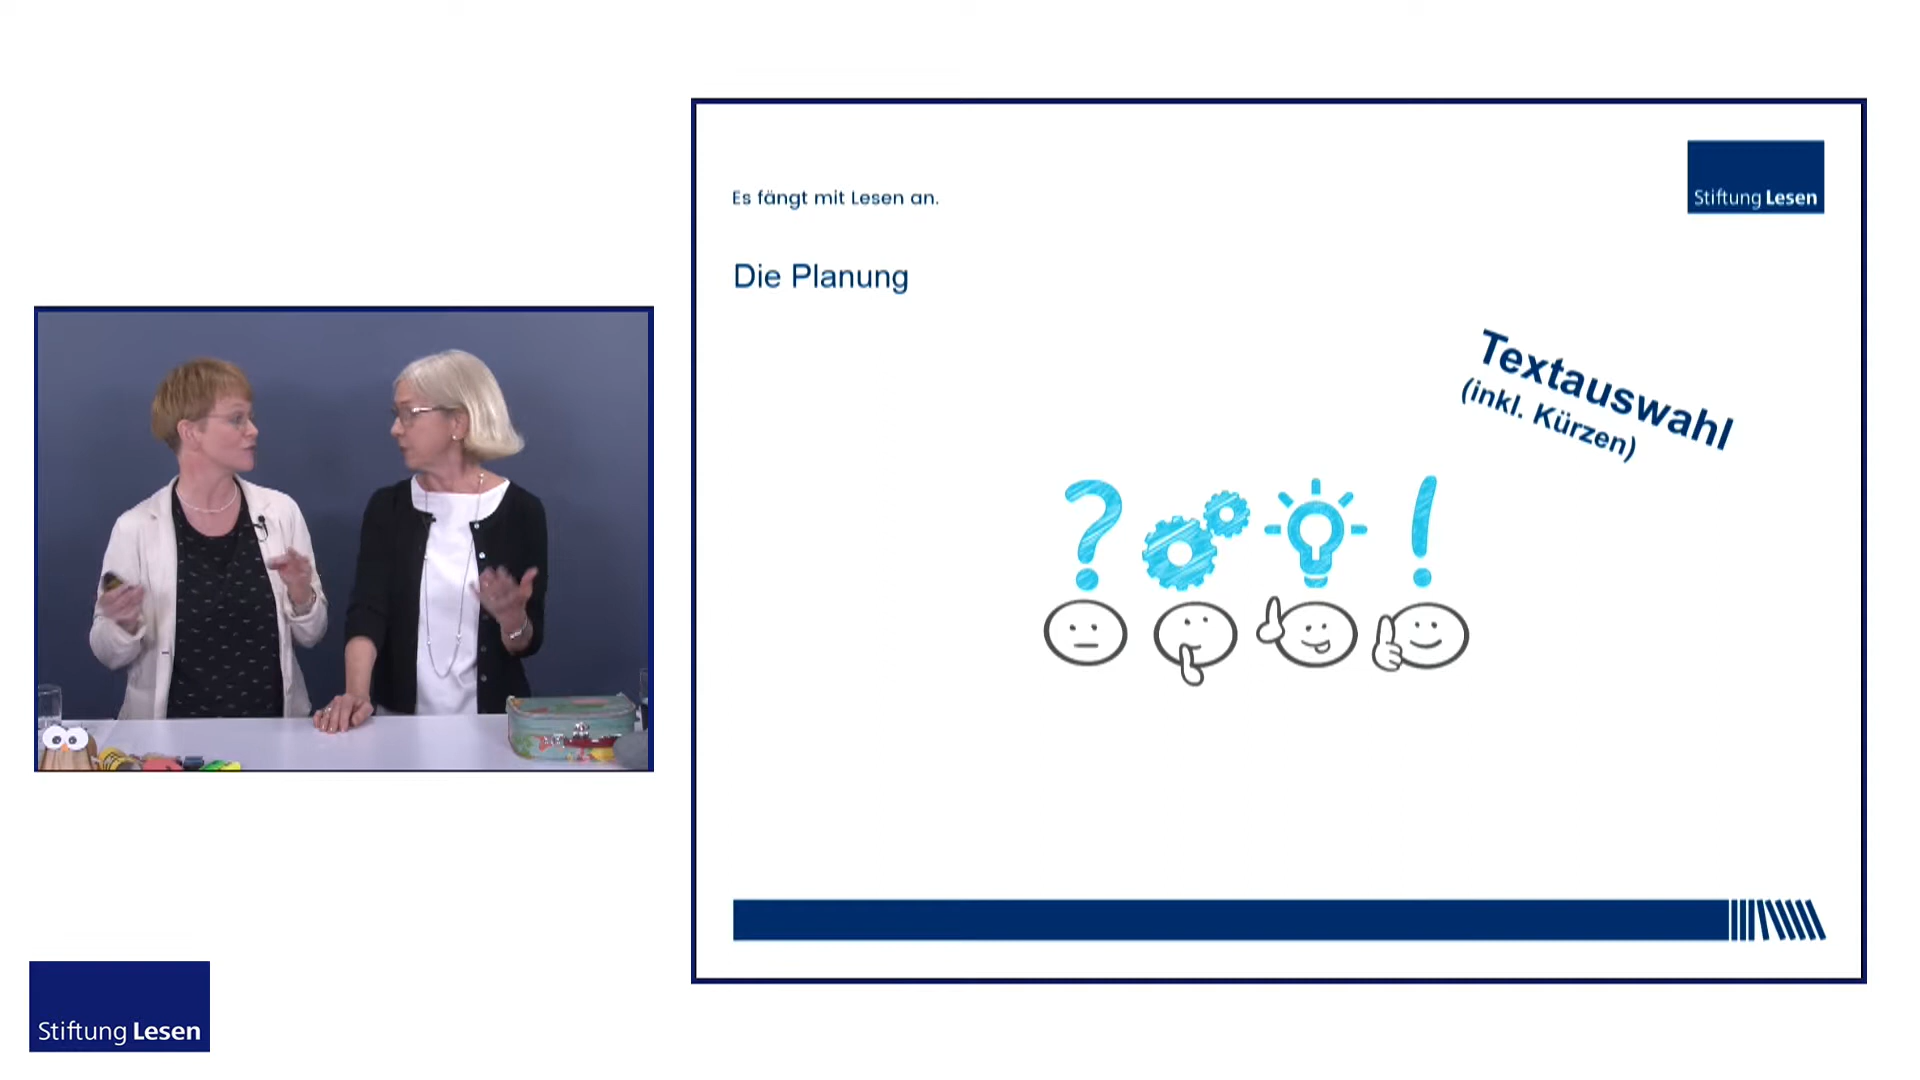 Es fängt mit Lesen an.
Stiftung Lesen
Die Planung
Textauswahl
(inkl. Kürzen)
Stiftung Lesen